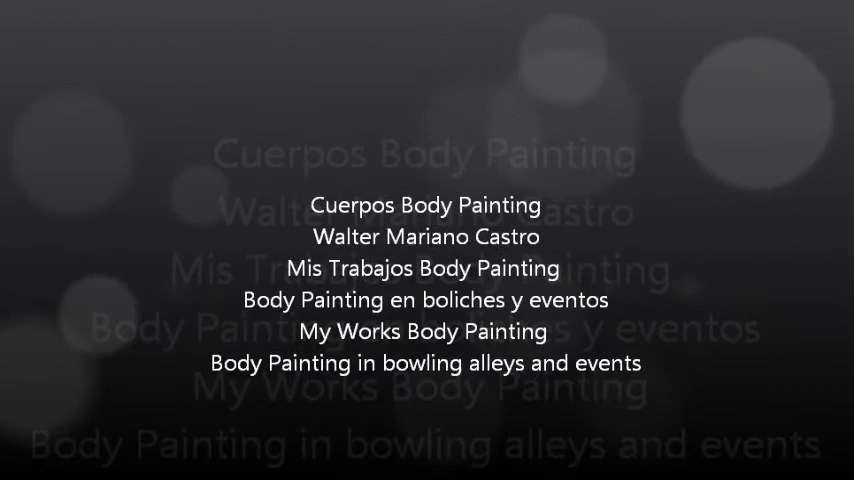 Cuerpos Body Painting
Walter Mariano Castro
Mis Trabajos Body Painting
Body Painting en boliches y eventos
My Works Body Painting
Body Painting in bowling alleys and events